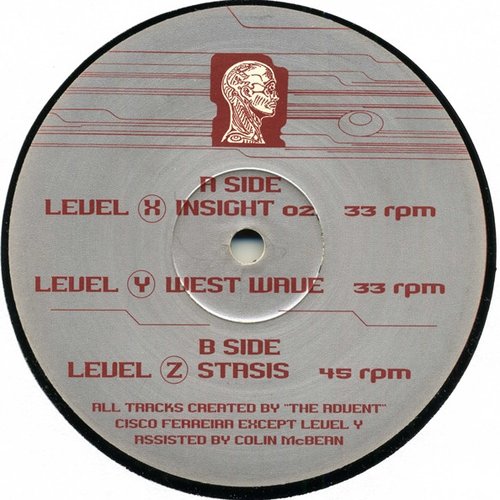 A SIDE
LEVEL X INSIGHT 02. 33 rpm
LEVEL Y WEST WAVE 33 rpm
B SIDE
LEVEL Z STASIS 45 rpm
ALL TRACKS CREATED BY "THE ADVENT"
CISCO FERREIRA EXCEPT LEVEL Y
ASSISTED BY COLIN McBEAN